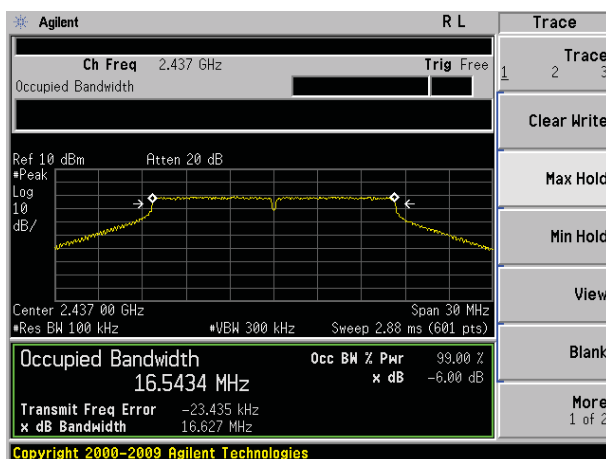 Agilent R L Trace
Ch Freq 2.437 GHz Trig Free
Occupied Bandwidth
Trace
1 2 3
Clear Write
Max Hold
Min Hold
View
Blank
More
1 of 2
Ref 10 dBm Atten 20 dB
#Peak
Log
10
dB/
Center 2.437 00 GHz Span 30 MHz
#Res BW 100 kHz #VBW 300 kHz Sweep 2.88 ms (601 pts)
Occupied Bandwidth Occ BW % Pwr 99.00 %
16.5434 MHz x dB -6.00 dB
Transmit Freq Error -23.435 kHz
x dB Bandwidth 16.627 MHz
Copyright 2000-2009 Agilent Technologies